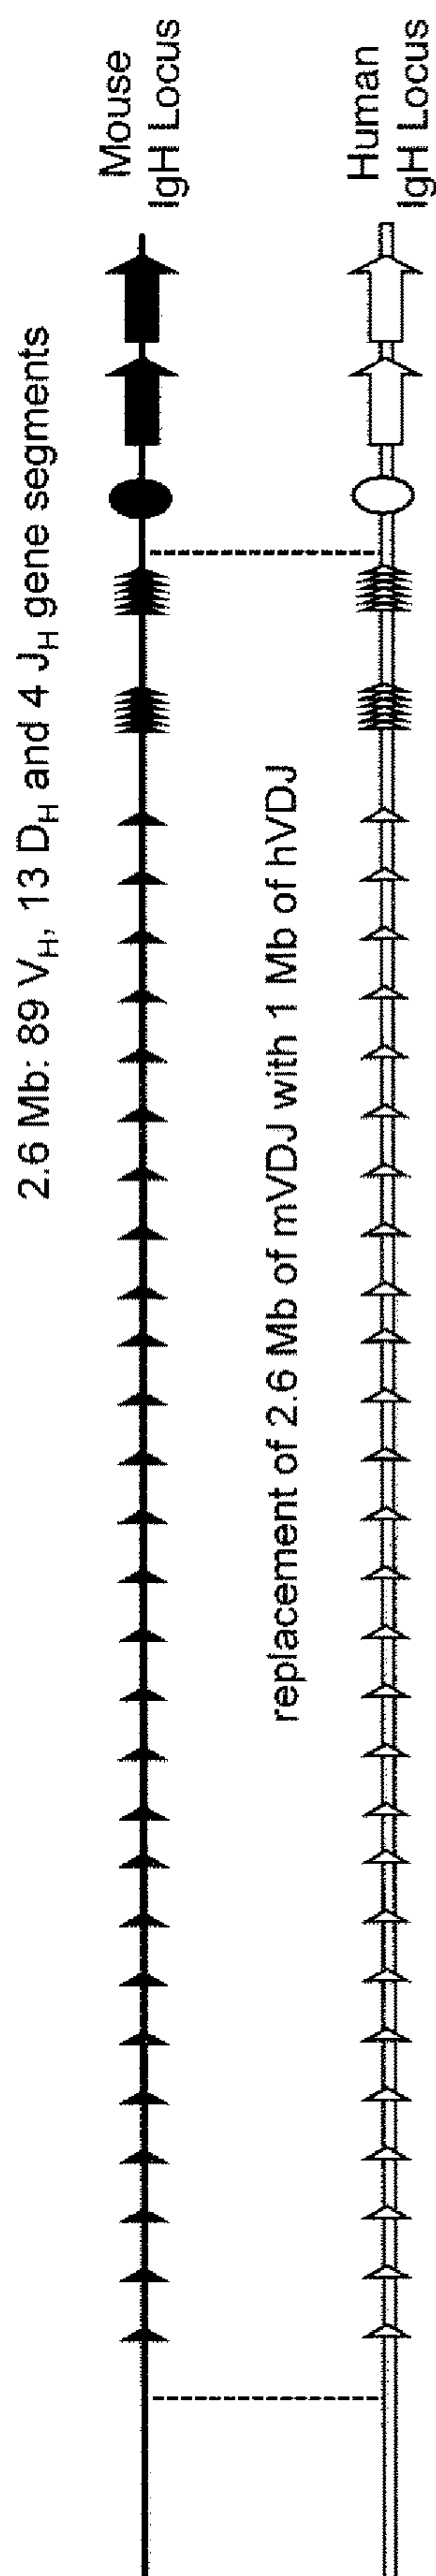 2.6 Mb: 89 VH, 13 DH and 4 JH gene segments
Mouse
IgH Locus
replacement of 2.6 Mb of mVDJ with 1 Mb of hVDJ
Human
IgH Locus